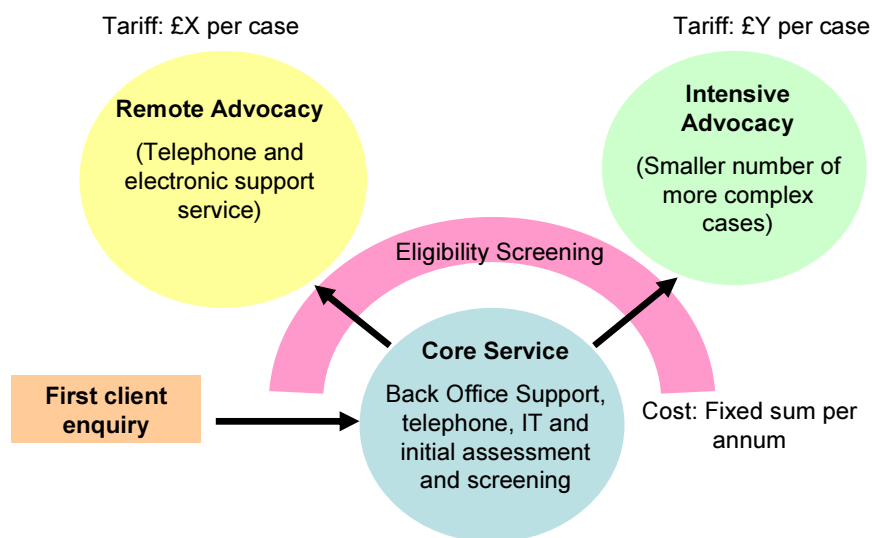 Tariff: £X per case
Tariff: £Y per case
Remote Advocacy
(Telephone and
electronic support
service)
Intensive
Advocacy
(Smaller number of
more complex
cases)
Eligibility Screening
Core Service
Back Office Support,
telephone, IT and
initial assessment
and screening
First client
enquiry
Cost: Fixed sum per
annum